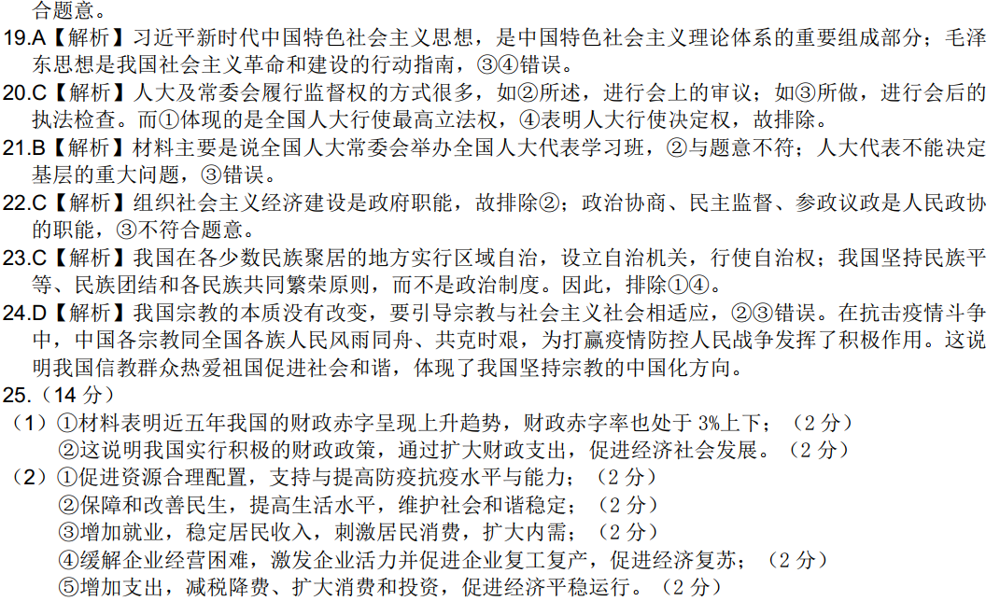 合题意。
19.A【解析】习近平新时代中国特色社会主义思想，是中国特色社会主义理论体系的重要组成部分；毛泽
东思想是我国社会主义革命和建设的行动指南，③④错误。
20.C【解析】人大及常委会履行监督权的方式很多，如②所述，进行会上的审议；如③所做，进行会后的
执法检查。而①体现的是全国人大行使最高立法权，④表明人大行使决定权，故排除。
21.B【解析】材料主要是说全国人大常委会举办全国人大代表学习班，②与题意不符；人大代表不能决定
基层的重大问题，③错误。
22.C【解析】组织社会主义经济建设是政府职能，故排除②；政治协商、民主监督、参政议政是人民政协
的职能，③不符合题意。
23.C【解析】我国在各少数民族聚居的地方实行区域自治，设立自治机关，行使自治权；我国坚持民族平
等、民族团结和各民族共同繁荣原则，而不是政治制度。因此，排除①④。
24.D【解析】我国宗教的本质没有改变，要引导宗教与社会主义社会相适应，②③错误。在抗击疫情斗争
中，中国各宗教同全国各族人民风雨同舟、共克时艰，为打赢疫情防控人民战争发挥了积极作用。这说
明我国信教群众热爱祖国促进社会和谐，体现了我国坚持宗教的中国化方向。
25.（14 分）
（1）①材料表明近五年我国的财政赤字呈现上升趋势，财政赤字率也处于 3%上下；（2 分）
②这说明我国实行积极的财政政策，通过扩大财政支出，促进经济社会发展。（2 分）
（2）①促进资源合理配置，支持与提高防疫抗疫水平与能力；（2 分）
②保障和改善民生，提高生活水平，维护社会和谐稳定；（2 分）
③增加就业，稳定居民收入，刺激居民消费，扩大内需；（2 分）
④缓解企业经营困难，激发企业活力并促进企业复工复产，促进经济复苏；（2 分）
⑤增加支出，减税降费、扩大消费和投资，促进经济平稳运行。（2 分）